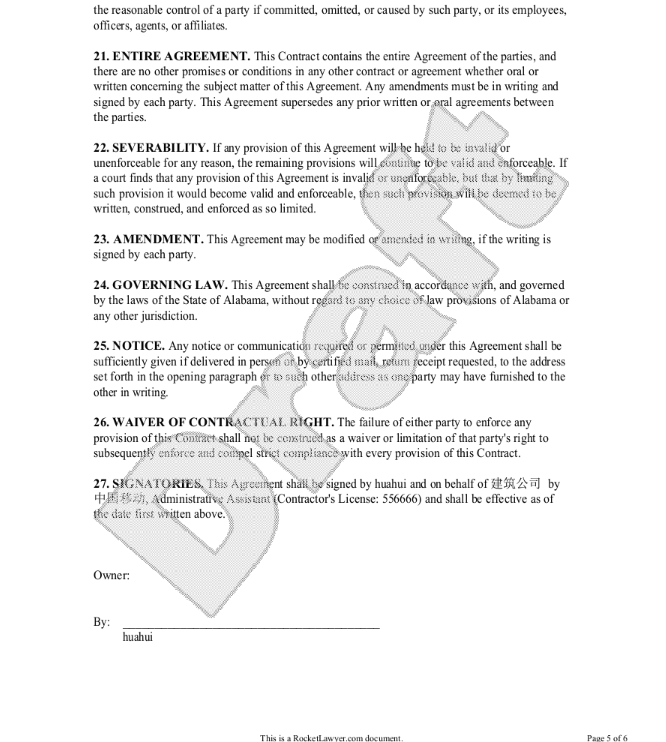 the reasonable control of a party if committed, omitted, or caused by such party, or its employees,
officers, agents, or affiliates.
21. ENTIRE AGREEMENT. This Contract contains the entire Agreement of the parties, and
there are no other promises or conditions in any other contract or agreement whether oral or
written concerning the subject matter of this Agreement. Any amendments must be in writing and
signed by each party. This Agreement supersedes any prior written or oral agreements between
the parties.
22. SEVERABILITY. If any provision of this Agreement will be held to be invalid or
unenforceable for any reason, the remaining provisions will continue to be valid and enforceable. If
a court finds that any provision of this Agreement is invalid or unenforceable, but that by limiting
such provision it would become valid and enforceable, then such provision will be deemed to be
written, construed, and enforced as so limited.
23. AMENDMENT. This Agreement may be modified or amended in writing, if the writing is
signed by each party.
24. GOVERNING LAW. This Agreement shall be construed in accordance with, and governed
by the laws of the State of Alabama, without regard to any choice of law provisions of Alabama or
any other jurisdiction.
25. NOTICE. Any notice or communication required or permitted under this Agreement shall be
sufficiently given if delivered in person or by certified mail, return receipt requested, to the address
set forth in the opening paragraph or to such other address as one party may have furnished to the
other in writing.
26. WAIVER OF CONTRACTUAL RIGHT. The failure of either party to enforce any
provision of this Contract shall not be construed as a waiver or limitation of that party's right to
subsequently enforce and compel strict compliance with every provision of this Contract.
27. SIGNATORIES. This Agreement shall be signed by huahui and on behalf of 建筑公司 by
中国移动, Administrative Assistant (Contractor's License: 556666) and shall be effective as of
the date first written above.
Owner:
By:
huahui
This is a RocketLawyer.com document.
Page 5 of 6
Draft